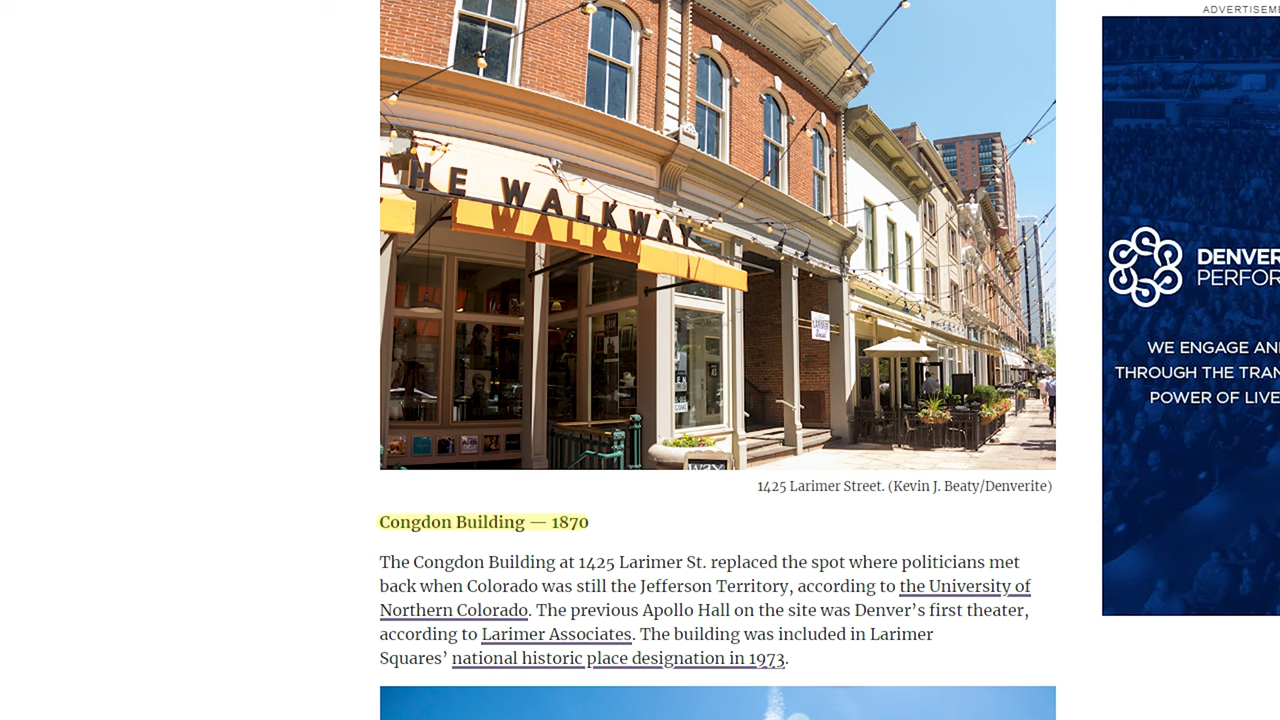 ADVERTISEME
THE WALKWAY
WALKW
DENVER
PERFOR
WE ENGAGE AN
THROUGH THE TRAN
POWER OF LIVE
1425 Larimer Street. (Kevin J. Beaty/Denverite)
Congdon Building — 1870
The Congdon Building at 1425 Larimer St. replaced the spot where politicians met
back when Colorado was still the Jefferson Territory, according to the University of
Northern Colorado. The previous Apollo Hall on the site was Denver’s first theater,
according to Larimer Associates. The building was included in Larimer
Squares’ national historic place designation in 1973.